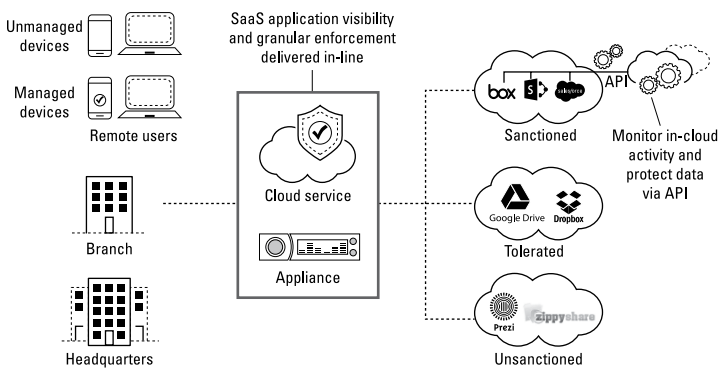 Unmanaged
devices
Managed
devices
Remote users
Branch
Headquarters
SaaS application visibility
and granular enforcement
delivered in-line
Cloud service
Appliance
box
S
salesforce
API
Sanctioned
Monitor in-cloud
activity and
protect data
via API
Google Drive
Dropbox
Tolerated
Prezi
zippyshare
Unsanctioned